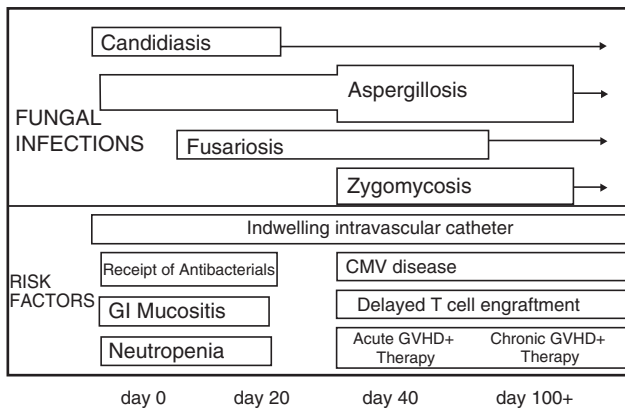 Candidiasis
Aspergillosis
FUNGAL
INFECTIONS
Fusariosis
Zygomycosis
Indwelling intravascular catheter
RISK
FACTORS
Receipt of Antibacterials
CMV disease
GI Mucositis
Delayed T cell engraftment
Neutropenia
Acute GVHD+
Therapy
Chronic GVHD+
Therapy
day 0 day 20 day 40 day 100+